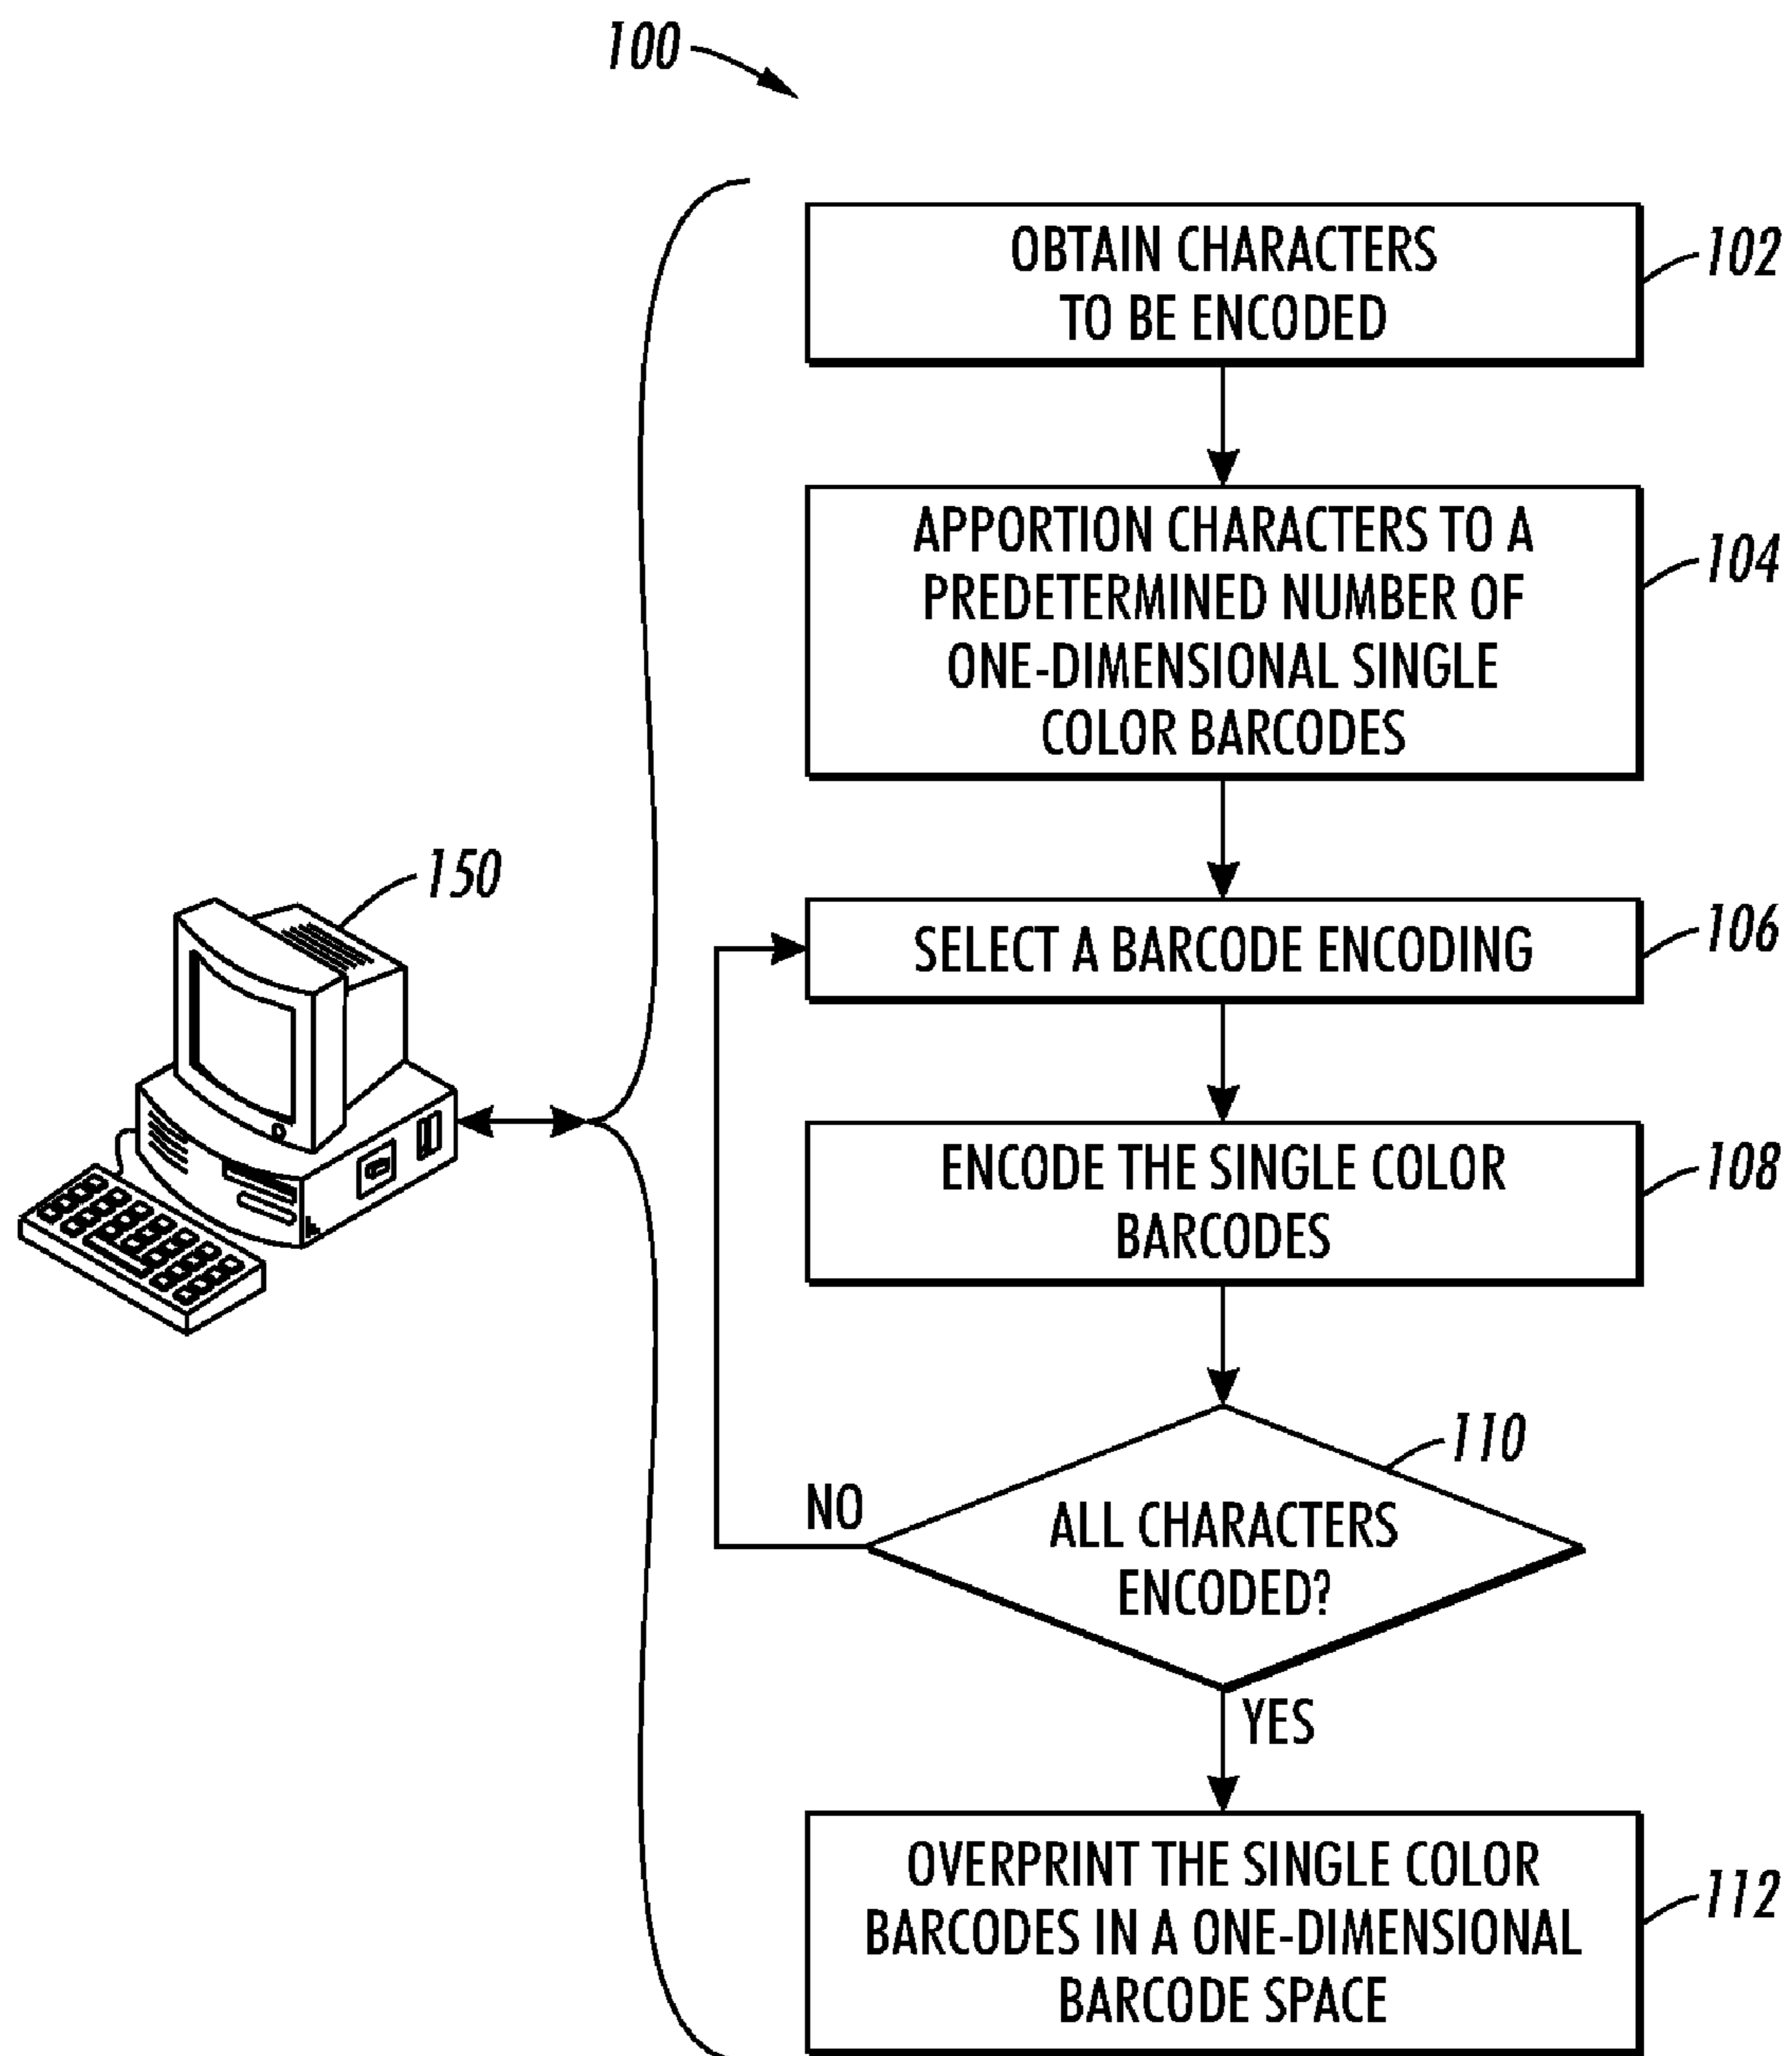 100
OBTAIN CHARACTERS
TO BE ENCODED
102
APPORTION CHARACTERS TO A
PREDETERMINED NUMBER OF
ONE-DIMENSIONAL SINGLE
COLOR BARCODES
104
150
SELECT A BARCODE ENCODING
106
ENCODE THE SINGLE COLOR
BARCODES
108
110
NO
ALL CHARACTERS
ENCODED?
YES
OVERPRINT THE SINGLE COLOR
BARCODES IN A ONE-DIMENSIONAL
BARCODE SPACE
112